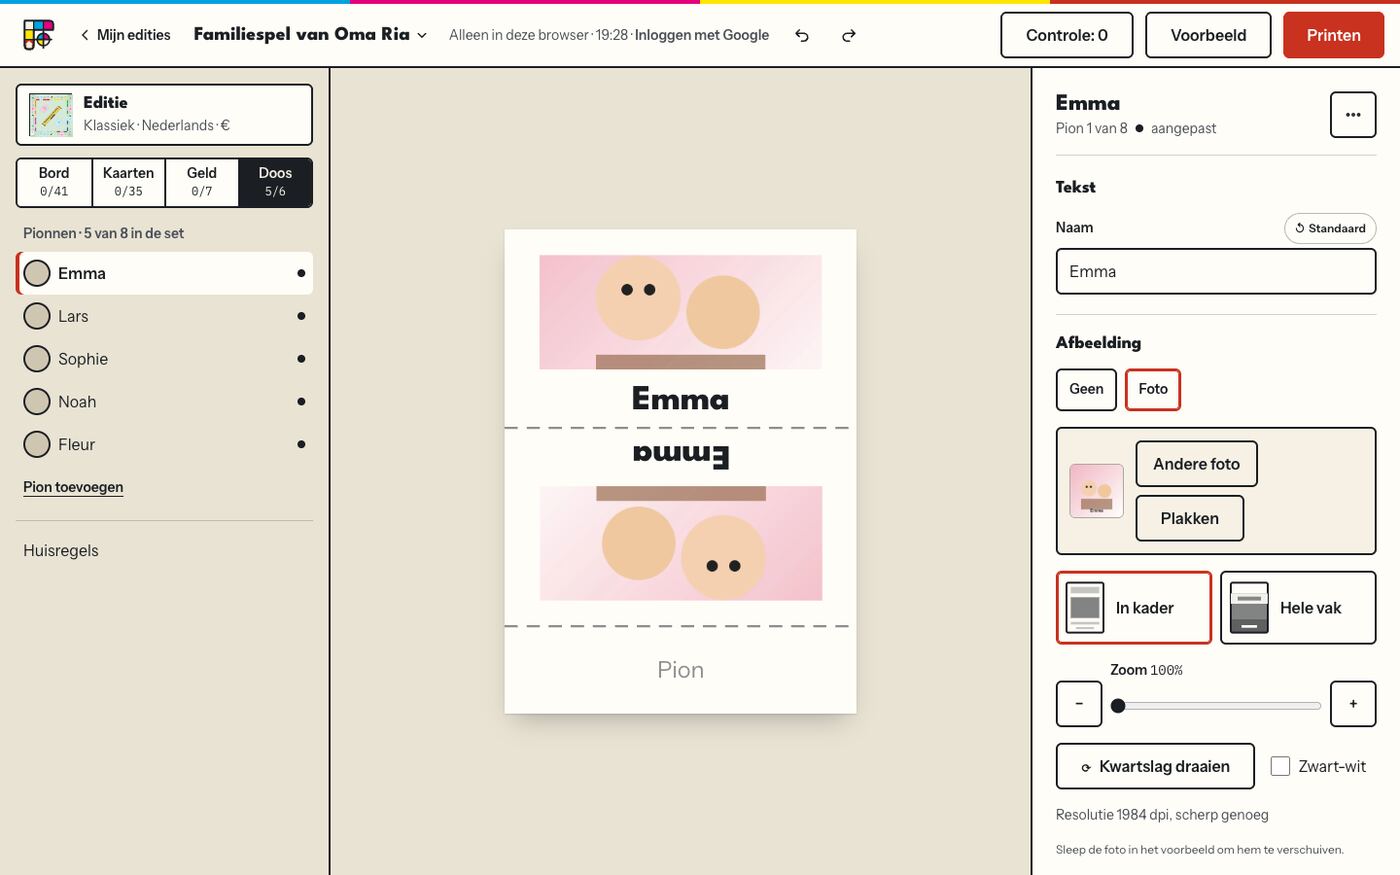 Mijn edities
Familiespel van Oma Ria
Alleen in deze browser · 19:28 · Inloggen met Google
Controle: 0
Voorbeeld
Printen
Editie
Klassiek · Nederlands · €
Bord
0/41
Kaarten
0/35
Geld
0/7
Doos
5/6
Pionnen · 5 van 8 in de set
Emma
Lars
Sophie
Noah
Fleur
Pion toevoegen
Huisregels
Emma
Emma
Pion
Emma
Pion 1 van 8 ● aangepast
Tekst
Naam
Standaard
Emma
Afbeelding
Geen
Foto
Emma
Andere foto
Plakken
In kader
Hele vak
Zoom 100%
−
+
Kwartslag draaien
Zwart-wit
Resolutie 1984 dpi, scherp genoeg
Sleep de foto in het voorbeeld om hem te verschuiven.